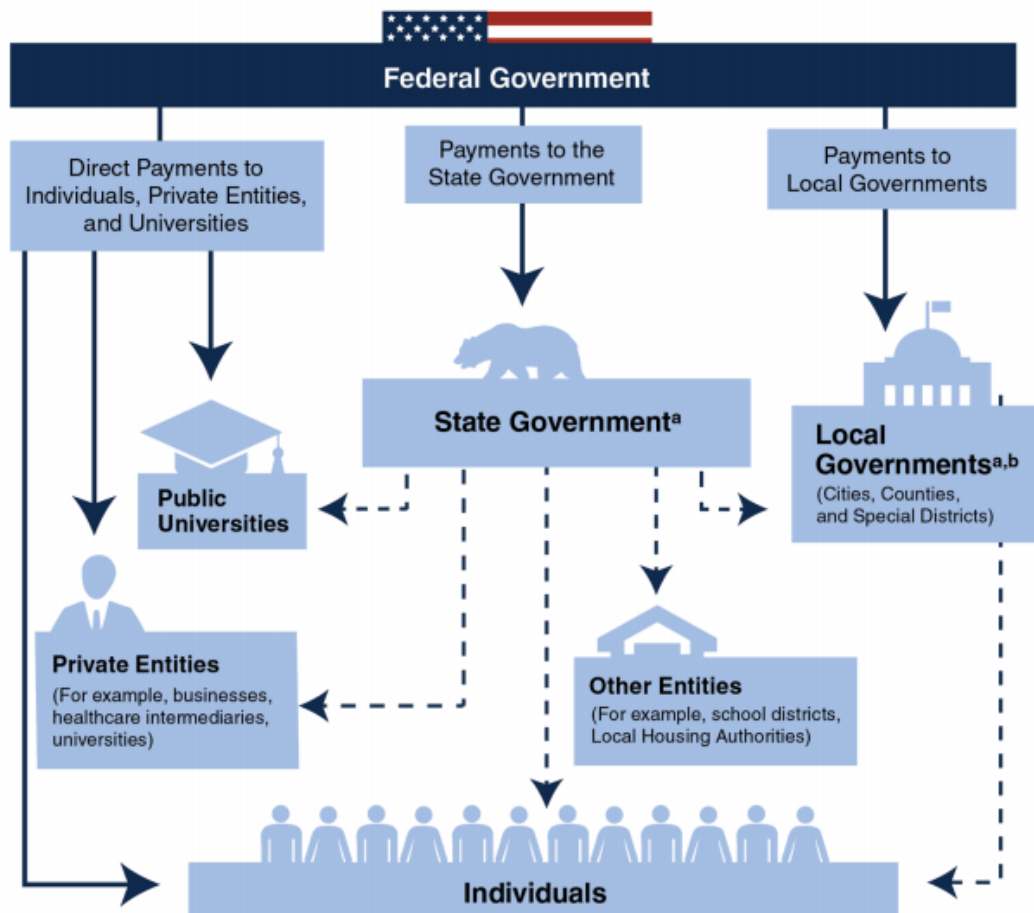 Federal Government
Direct Payments to
Individuals, Private Entities,
and Universities
Payments to the
State Government
Payments to
Local Governments
State Governmentᵃ
Local
Governmentsᵃ,ᵇ
(Cities, Counties,
and Special Districts)
Public
Universities
Private Entities
(For example, businesses,
healthcare intermediaries,
universities)
Other Entities
(For example, school districts,
Local Housing Authorities)
Individuals